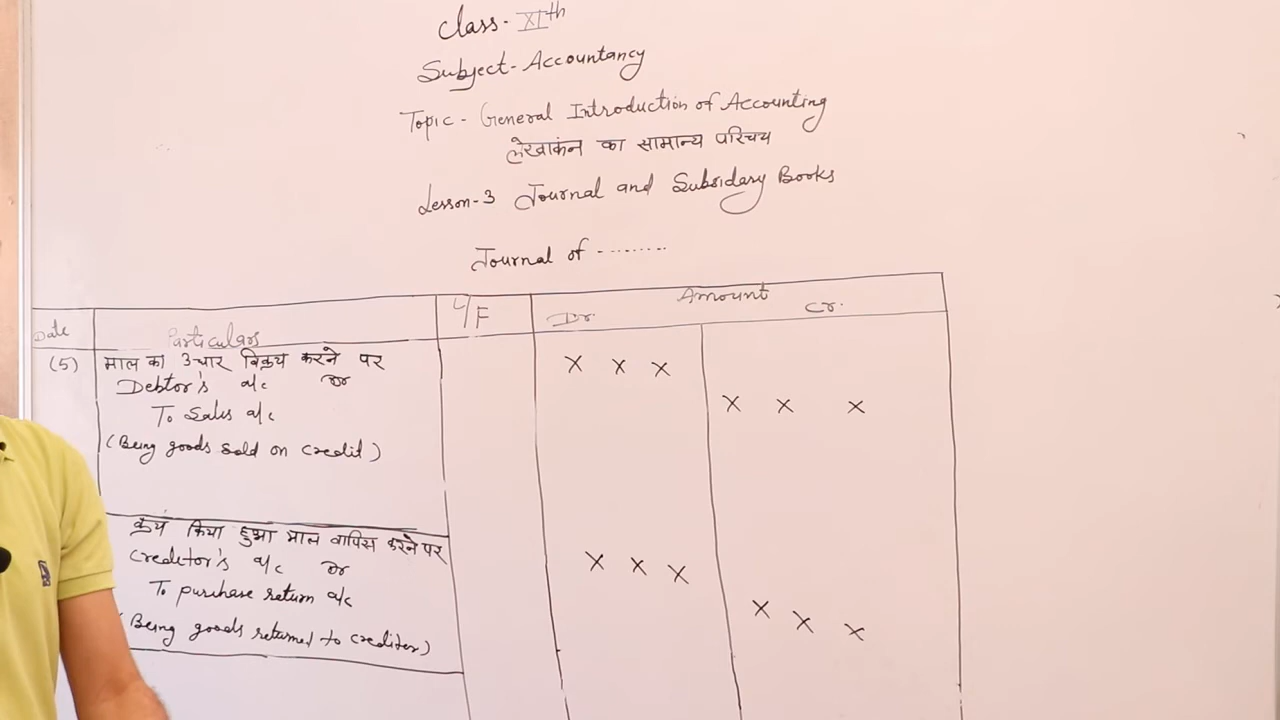 Class - XIth
Subject - Accountancy
Topic - General Introduction of Accounting
लेखाकंन का सामान्य परिचय
Lesson-3 Journal and Subsidary Books
Journal of ---------
Date Particulars L/F Amount
Dr. Cr.
(5) माल का उधार विक्रय करने पर X X X
Debtor's a/c Dr
To Sales a/c X X X
(Being goods sold on credit)
क्रय किया हुआ माल वापिस करने पर
Creditor's a/c Dr X X X
To purchase return a/c
(Being goods returned to creditor) X X X